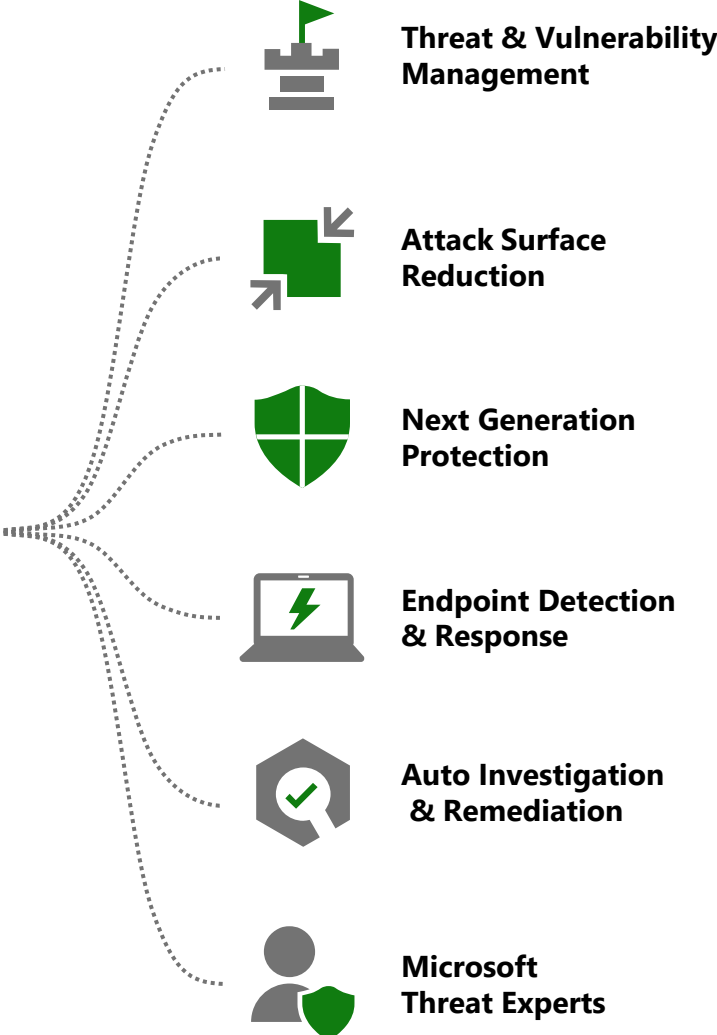 Threat & Vulnerability
Management
Attack Surface
Reduction
Next Generation
Protection
Endpoint Detection
& Response
Auto Investigation
& Remediation
Microsoft
Threat Experts